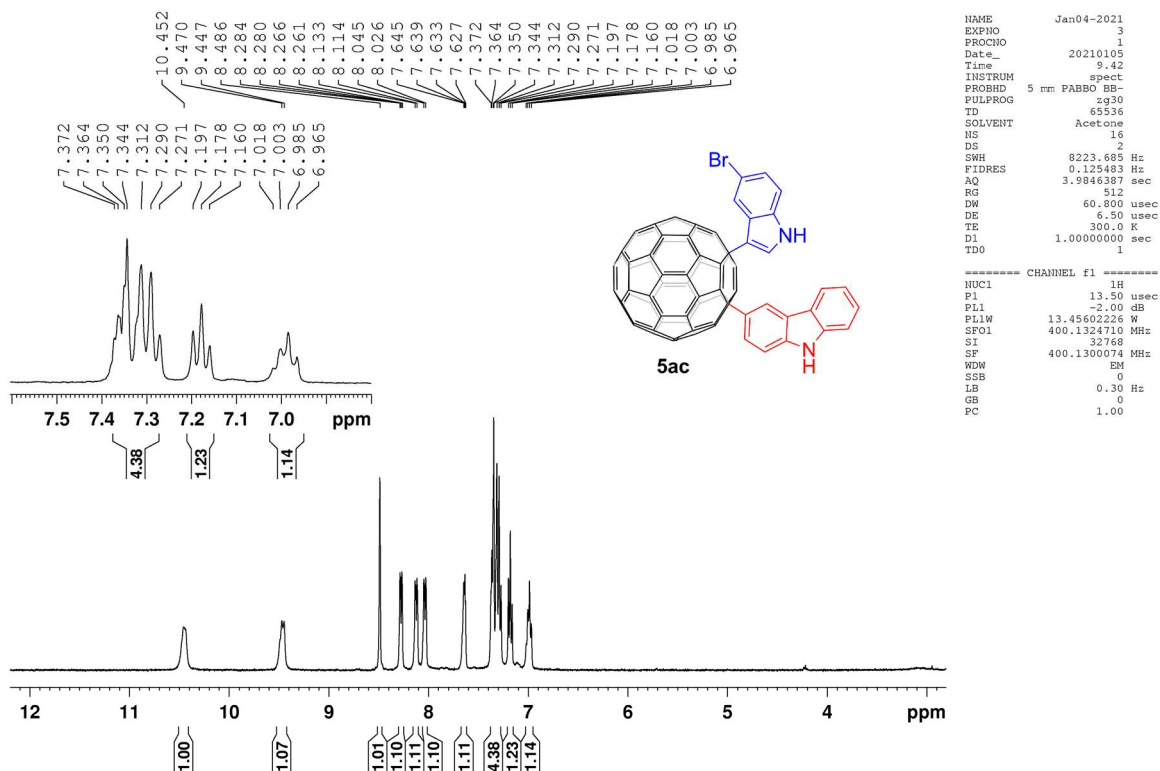 10.452
9.470
9.447
8.486
8.284
8.280
8.266
8.261
8.133
8.114
8.045
8.026
7.645
7.639
7.633
7.627
7.372
7.364
7.350
7.344
7.312
7.290
7.271
7.197
7.178
7.160
7.018
7.003
6.985
6.965
7.372
7.364
7.350
7.344
7.312
7.290
7.271
7.197
7.178
7.160
7.018
7.003
6.985
6.965
7.5 7.4 7.3 7.2 7.1 7.0 ppm
4.38 1.23 1.14
Br
NH
N
H
5ac
NAME Jan04-2021
EXPNO 3
PROCNO 1
Date_ 20210105
Time 9.42
INSTRUM spect
PROBHD 5 mm PABBO BB-
PULPROG zg30
TD 65536
SOLVENT Acetone
NS 16
DS 2
SWH 8223.685 Hz
FIDRES 0.125483 Hz
AQ 3.9846387 sec
RG 512
DW 60.800 usec
DE 6.50 usec
TE 300.0 K
D1 1.00000000 sec
TD0 1
======== CHANNEL f1 ========
NUC1 1H
P1 13.50 usec
PL1 -2.00 dB
PL1W 13.45602226 W
SFO1 400.1324710 MHz
SI 32768
SF 400.1300074 MHz
WDW EM
SSB 0
LB 0.30 Hz
GB 0
PC 1.00
12 11 10 9 8 7 6 5 4 ppm
1.00 1.07 1.01 1.10 1.11 1.10 1.11 4.38 1.23 1.14